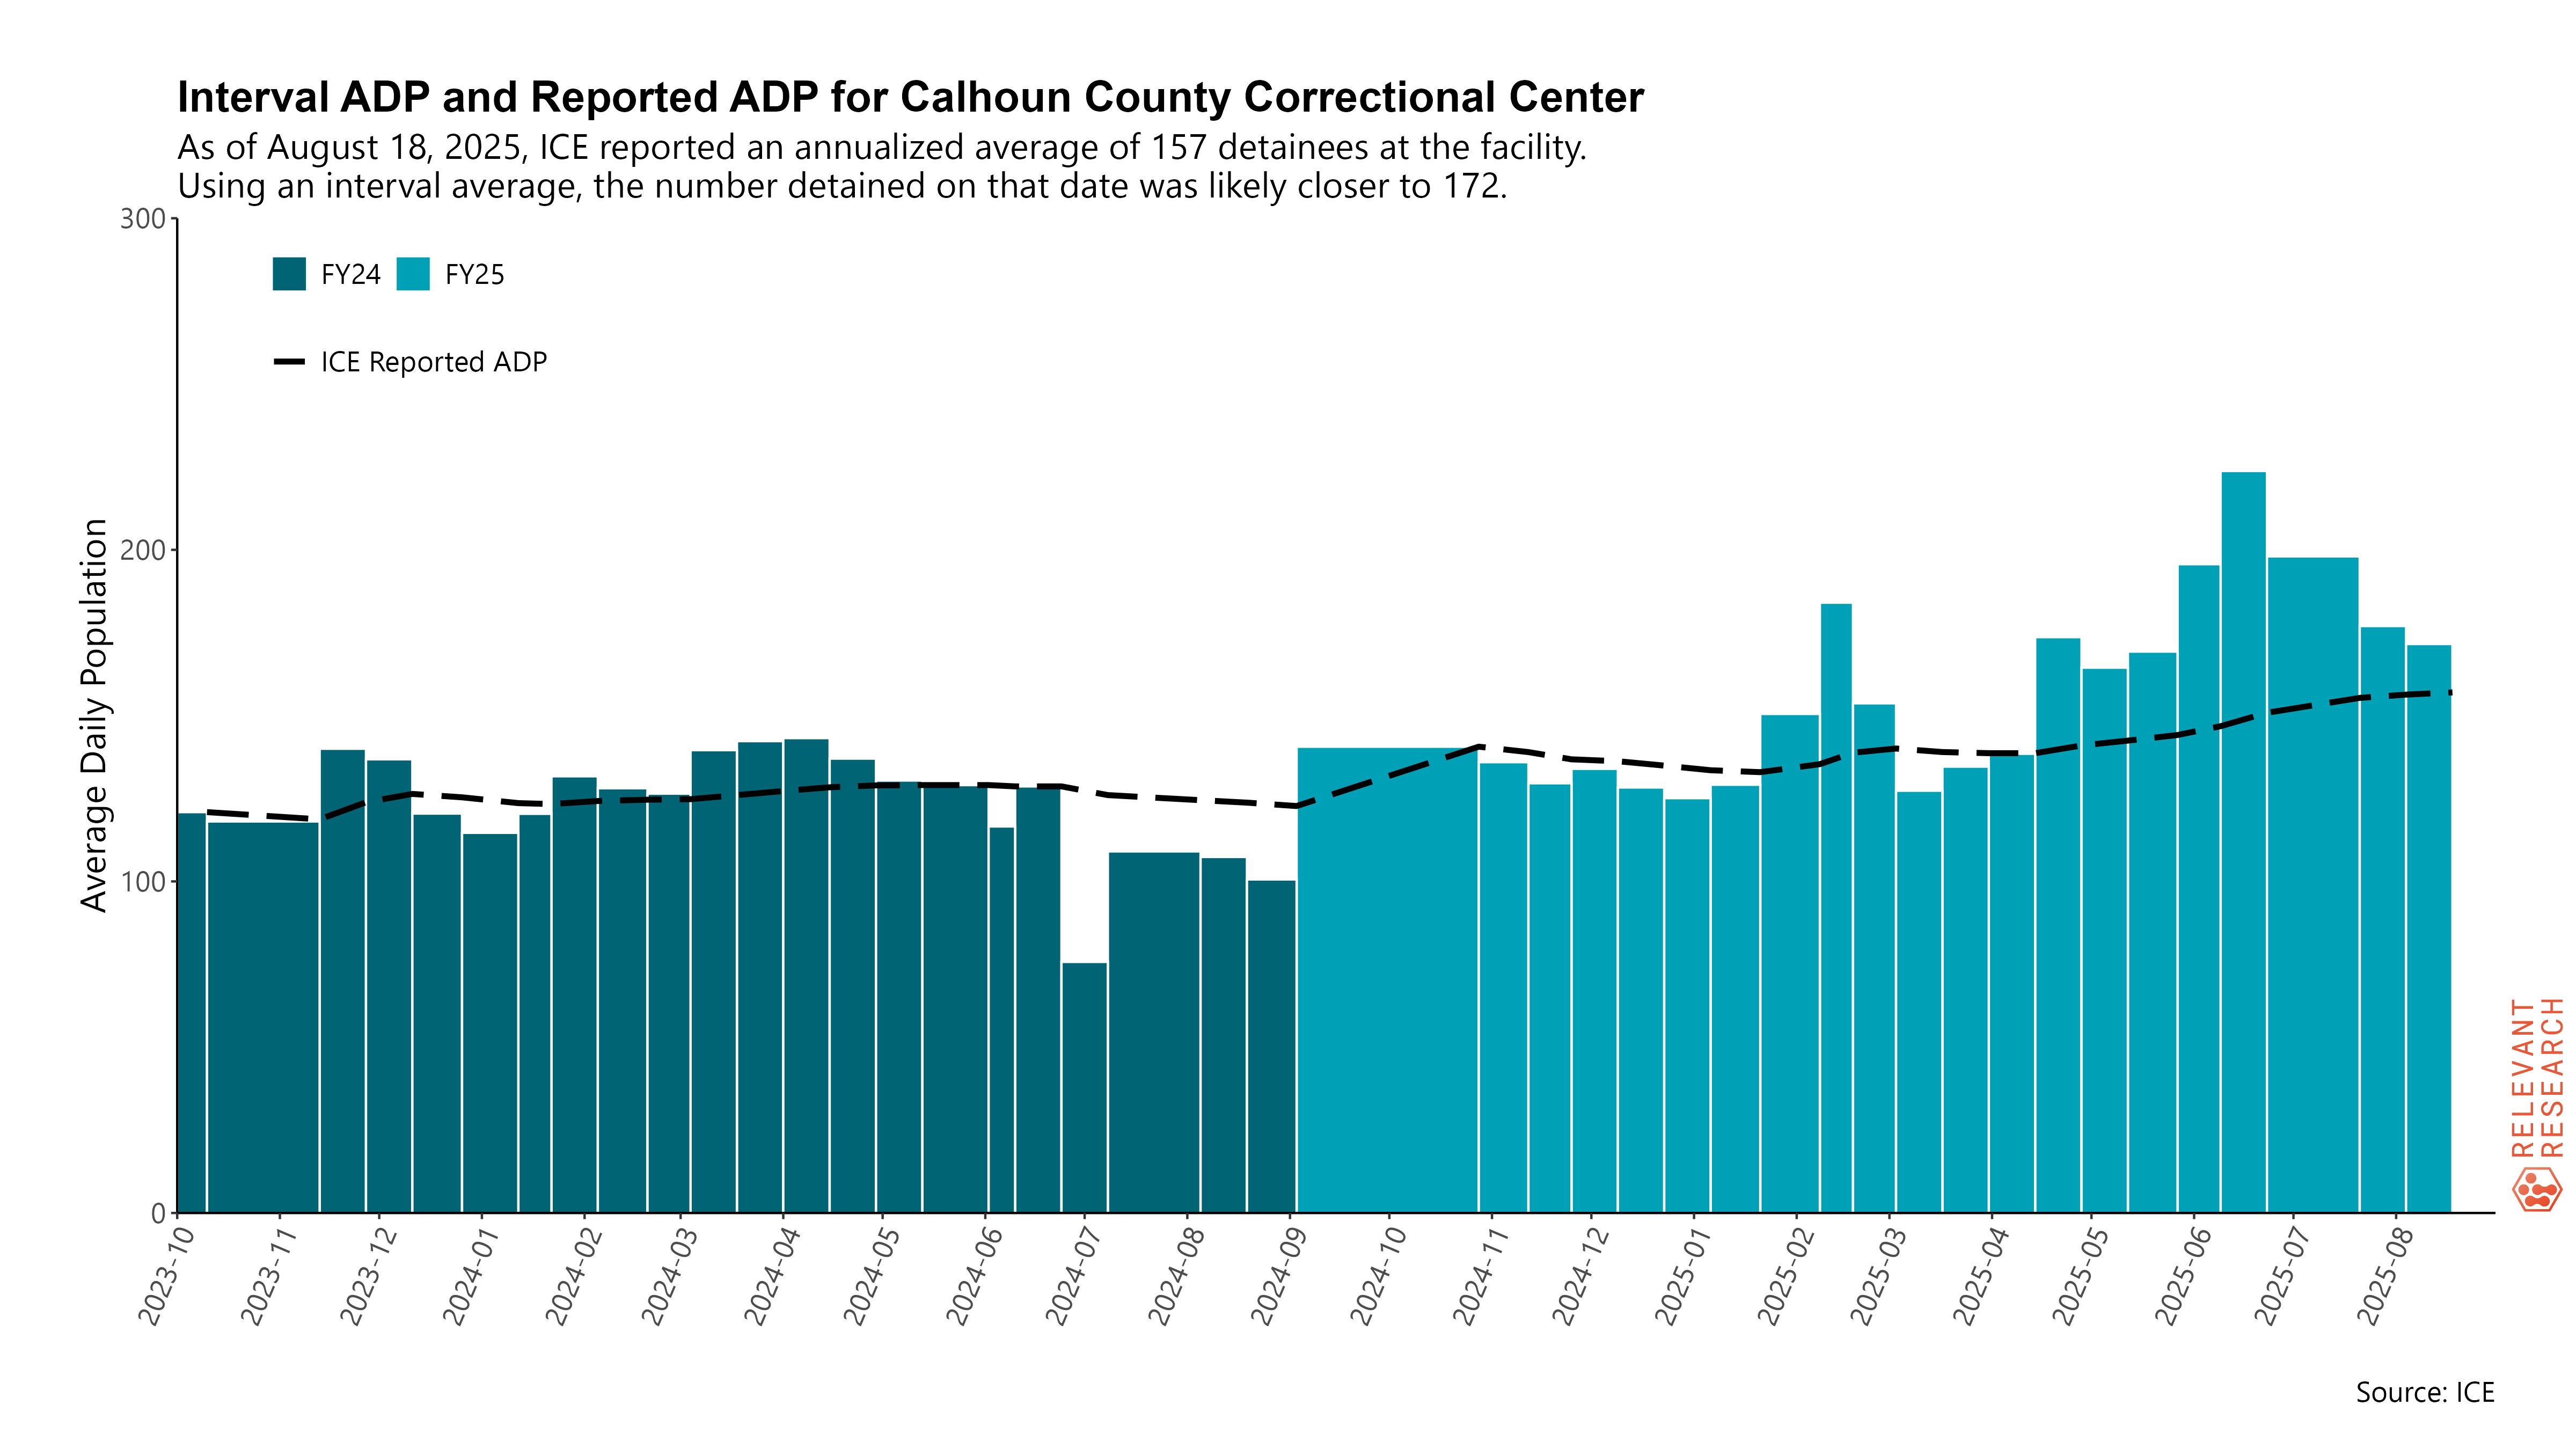 Interval ADP and Reported ADP for Calhoun County Correctional Center
As of August 18, 2025, ICE reported an annualized average of 157 detainees at the facility.
Using an interval average, the number detained on that date was likely closer to 172.
FY24
FY25
ICE Reported ADP
Average Daily Population
300
200
100
0
2023-10
2023-11
2023-12
2024-01
2024-02
2024-03
2024-04
2024-05
2024-06
2024-07
2024-08
2024-09
2024-10
2024-11
2024-12
2025-01
2025-02
2025-03
2025-04
2025-05
2025-06
2025-07
2025-08
RELEVANT
RESEARCH
Source: ICE